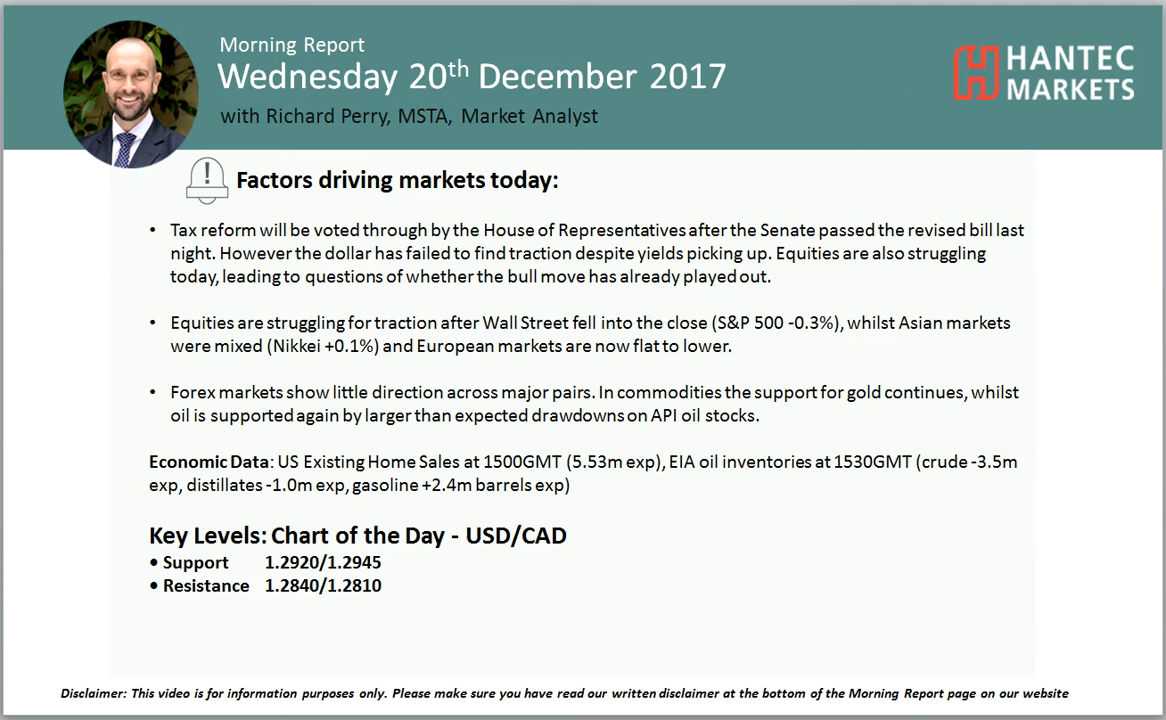 Morning Report
Wednesday 20th December 2017
with Richard Perry, MSTA, Market Analyst
HANTEC
MARKETS
Factors driving markets today:
• Tax reform will be voted through by the House of Representatives after the Senate passed the revised bill last
night. However the dollar has failed to find traction despite yields picking up. Equities are also struggling
today, leading to questions of whether the bull move has already played out.
• Equities are struggling for traction after Wall Street fell into the close (S&P 500 -0.3%), whilst Asian markets
were mixed (Nikkei +0.1%) and European markets are now flat to lower.
• Forex markets show little direction across major pairs. In commodities the support for gold continues, whilst
oil is supported again by larger than expected drawdowns on API oil stocks.
Economic Data: US Existing Home Sales at 1500GMT (5.53m exp), EIA oil inventories at 1530GMT (crude -3.5m
exp, distillates -1.0m exp, gasoline +2.4m barrels exp)
Key Levels: Chart of the Day - USD/CAD
• Support 1.2920/1.2945
• Resistance 1.2840/1.2810
Disclaimer: This video is for information purposes only. Please make sure you have read our written disclaimer at the bottom of the Morning Report page on our website